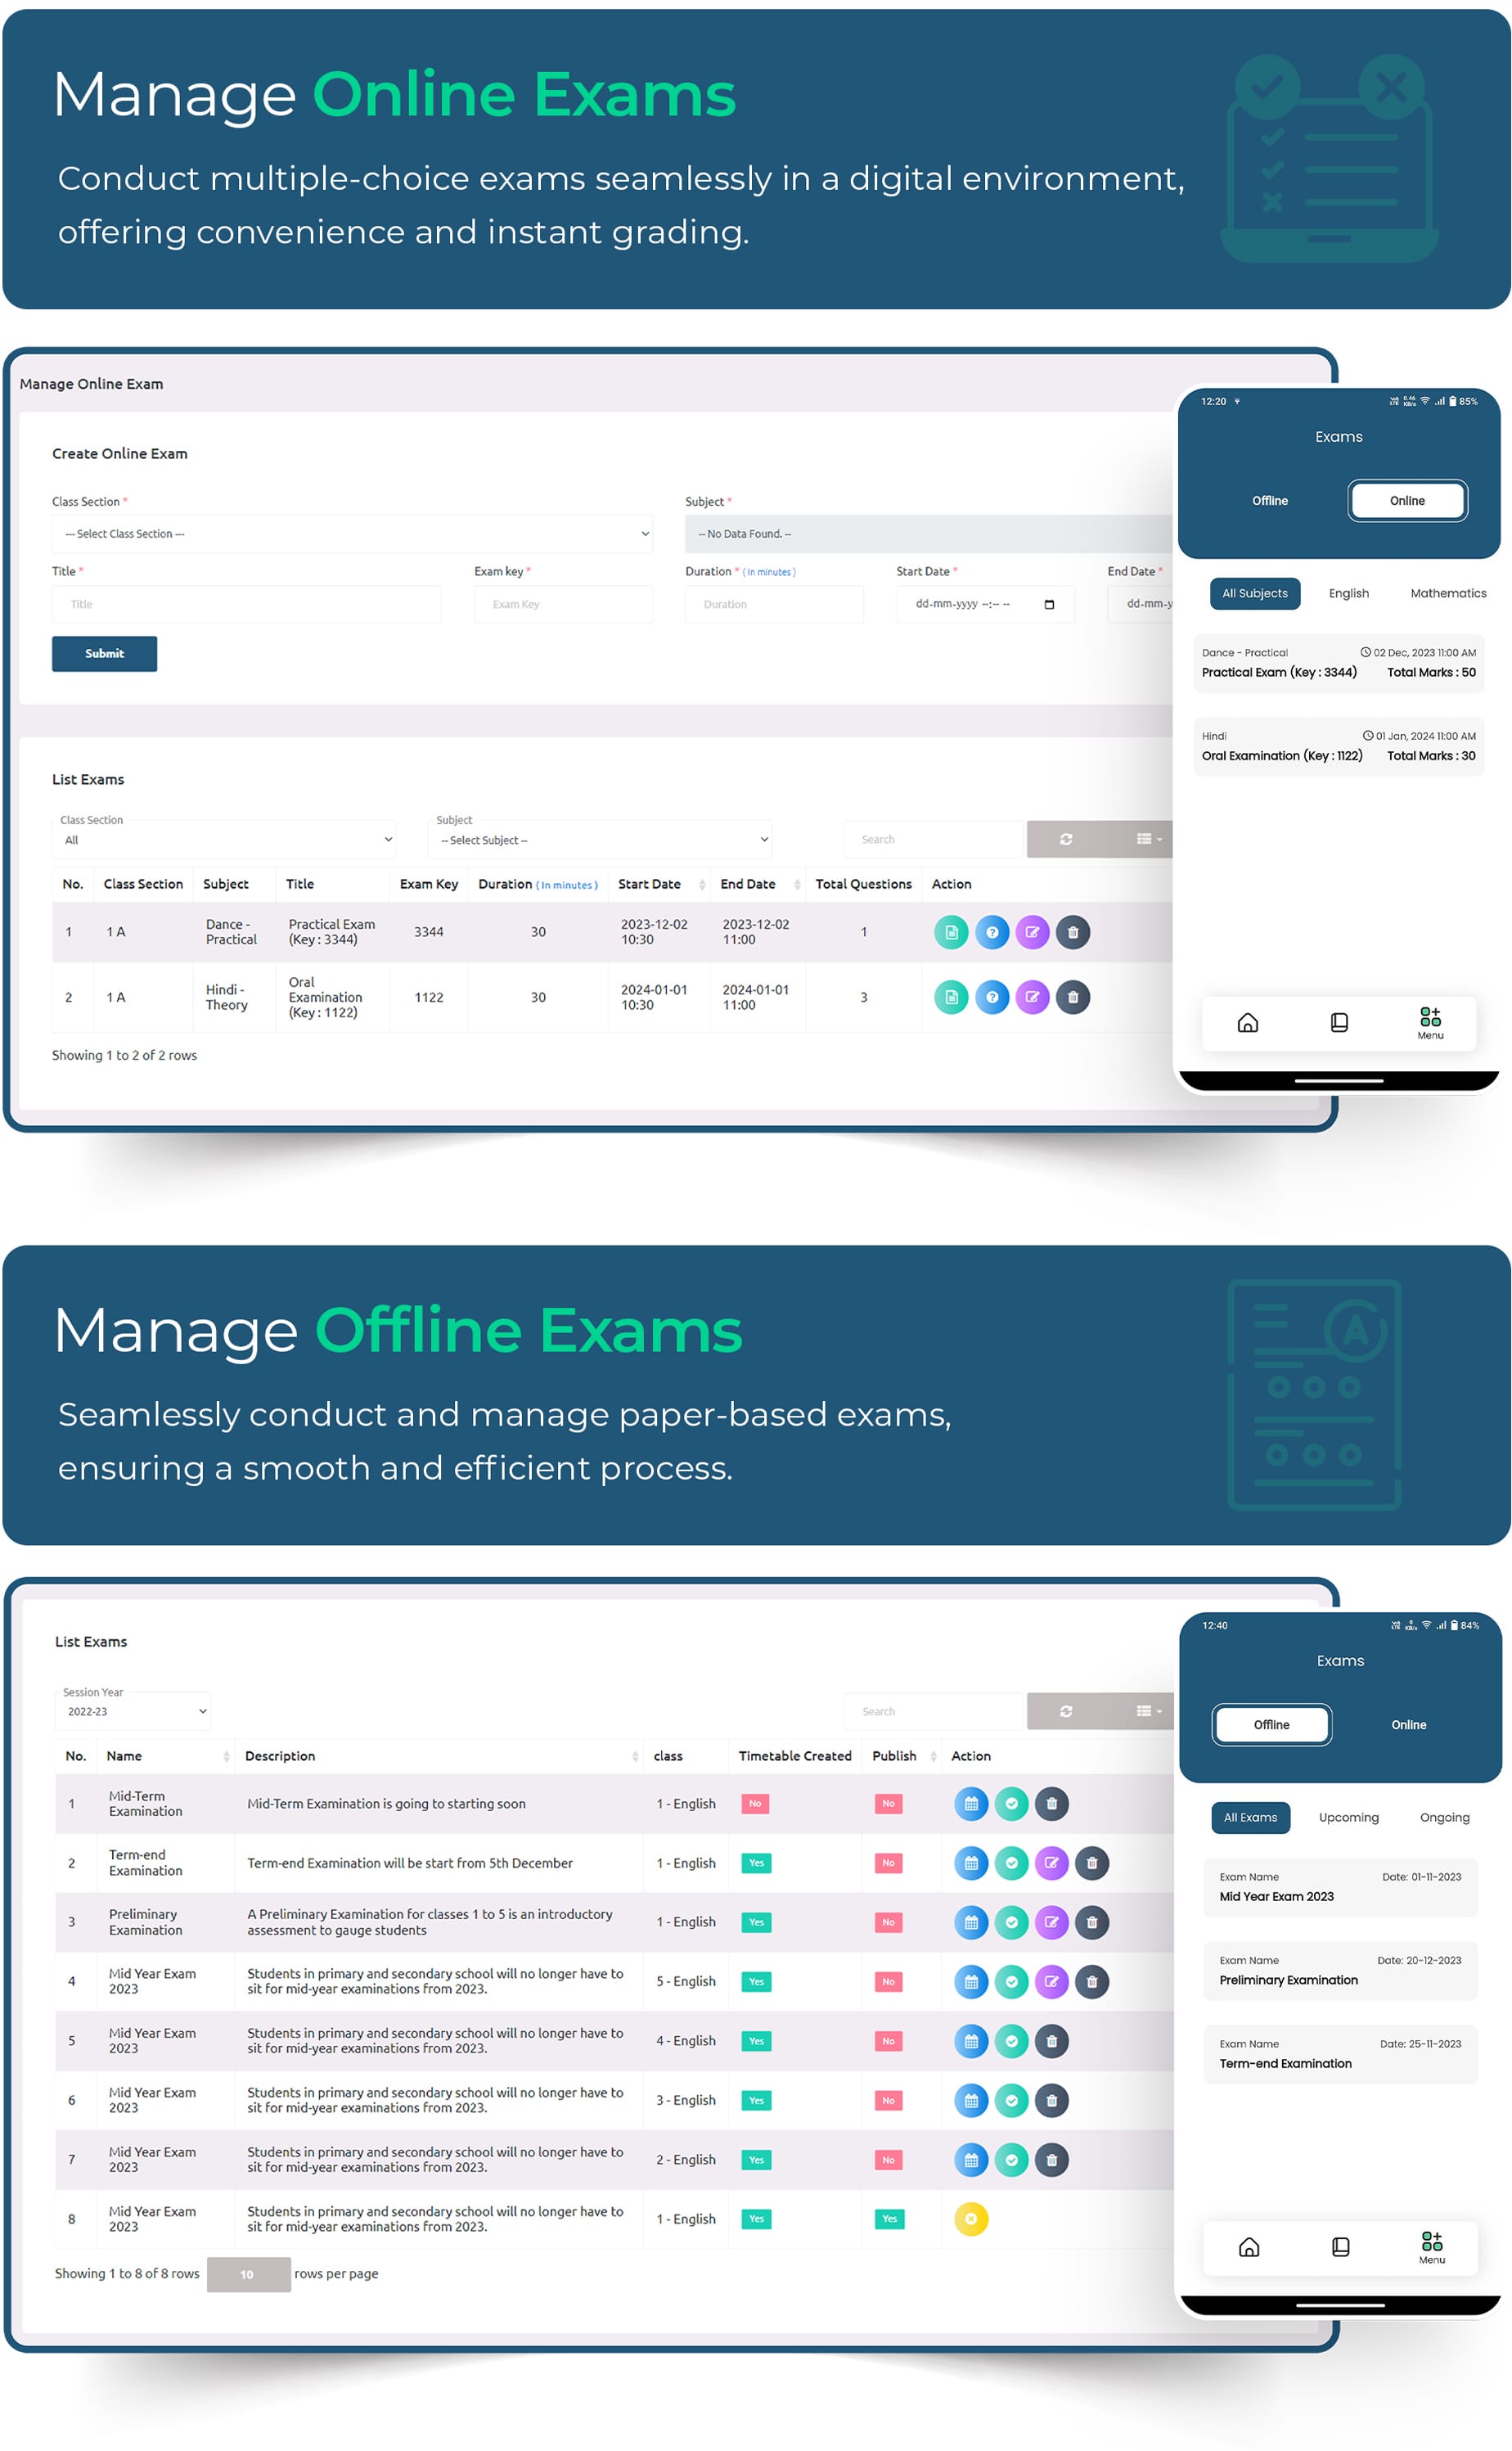 Manage Online Exams
Conduct multiple-choice exams seamlessly in a digital environment,
offering convenience and instant grading.
Manage Online Exam
Create Online Exam
Class Section *
Subject *
--- Select Class Section ---
-- No Data Found. --
Title *
Exam key *
Duration * ( In minutes )
Start Date *
End Date *
Title
Exam Key
Duration
dd-mm-yyyy --:-- --
dd-mm-y
Submit
List Exams
Class Section
All
Subject
-- Select Subject --
Search
No. Class Section Subject Title Exam Key Duration ( In minutes ) Start Date End Date Total Questions Action
1 1 A Dance - Practical Practical Exam (Key : 3344) 3344 30 2023-12-02 10:30 2023-12-02 11:00 1
2 1 A Hindi - Theory Oral Examination (Key : 1122) 1122 30 2024-01-01 10:30 2024-01-01 11:00 3
Showing 1 to 2 of 2 rows
12:20
85%
Exams
Offline
Online
All Subjects
English
Mathematics
Dance - Practical
02 Dec, 2023 11:00 AM
Practical Exam (Key : 3344)
Total Marks : 50
Hindi
01 Jan, 2024 11:00 AM
Oral Examination (Key : 1122)
Total Marks : 30
Menu
Manage Offline Exams
Seamlessly conduct and manage paper-based exams,
ensuring a smooth and efficient process.
List Exams
Session Year
2022-23
Search
No. Name Description class Timetable Created Publish Action
1 Mid-Term Examination Mid-Term Examination is going to starting soon 1 - English No No
2 Term-end Examination Term-end Examination will be start from 5th December 1 - English Yes No
3 Preliminary Examination A Preliminary Examination for classes 1 to 5 is an introductory assessment to gauge students 1 - English Yes No
4 Mid Year Exam 2023 Students in primary and secondary school will no longer have to sit for mid-year examinations from 2023. 5 - English Yes No
5 Mid Year Exam 2023 Students in primary and secondary school will no longer have to sit for mid-year examinations from 2023. 4 - English Yes No
6 Mid Year Exam 2023 Students in primary and secondary school will no longer have to sit for mid-year examinations from 2023. 3 - English Yes No
7 Mid Year Exam 2023 Students in primary and secondary school will no longer have to sit for mid-year examinations from 2023. 2 - English Yes No
8 Mid Year Exam 2023 Students in primary and secondary school will no longer have to sit for mid-year examinations from 2023. 1 - English Yes Yes
Showing 1 to 8 of 8 rows 10 rows per page
12:40
84%
Exams
Offline
Online
All Exams
Upcoming
Ongoing
Exam Name
Date: 01-11-2023
Mid Year Exam 2023
Exam Name
Date: 20-12-2023
Preliminary Examination
Exam Name
Date: 25-11-2023
Term-end Examination
Menu